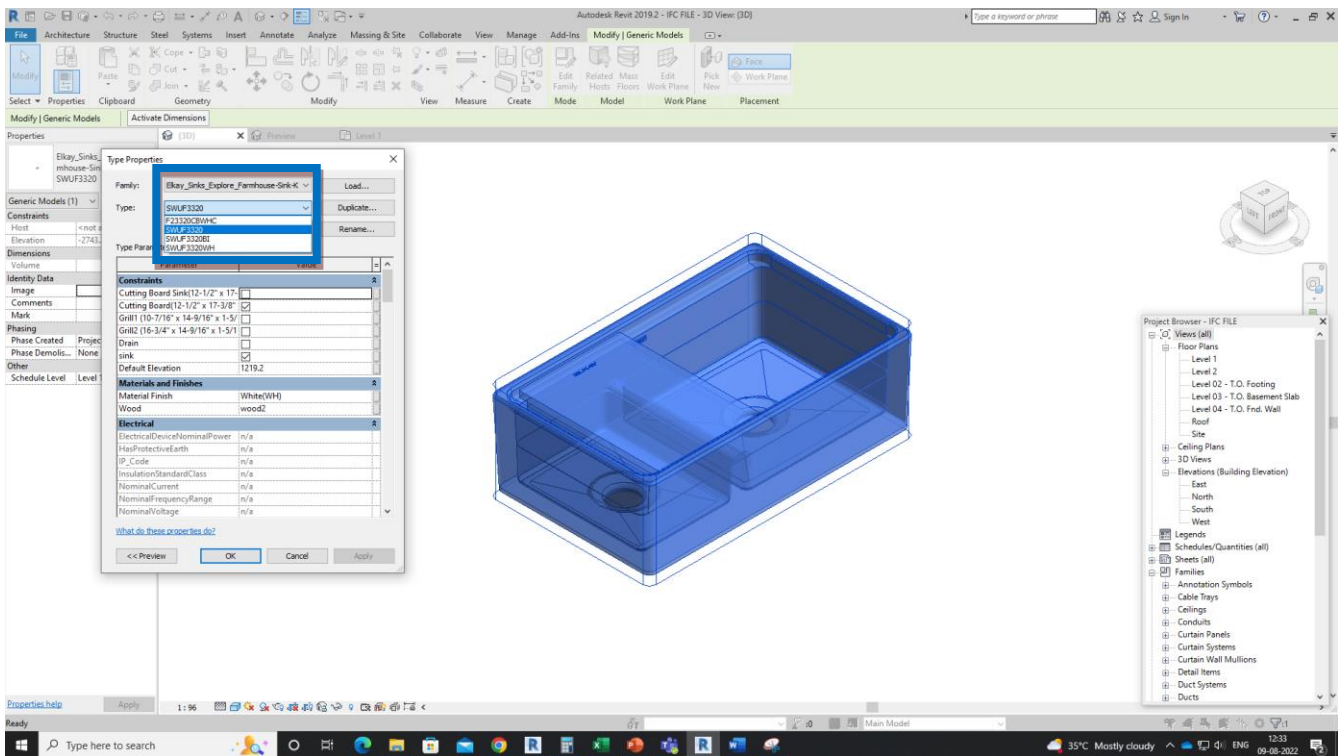 Autodesk Revit 2019.2 - IFC FILE - 3D View: {3D}
Type a keyword or phrase
Sign In
File Architecture Structure Steel Systems Insert Annotate Analyze Massing & Site Collaborate View Manage Add-Ins Modify | Generic Models
Modify
Paste
Cope
Cut
Join
Edit Family
Related Hosts
Mass Floors
Edit Work Plane
Pick New
Face
Work Plane
Select Properties Clipboard Geometry Modify View Measure Create Mode Model Work Plane Placement
Modify | Generic Models Activate Dimensions
Properties
{3D} Preview Level 1
Elkay_Sinks_
mhouse-Sin
SWUF3320
Generic Models (1)
Constraints
Host <not a
Elevation -2743.
Dimensions
Volume
Identity Data
Image
Comments
Mark
Phasing
Phase Created Projec
Phase Demolis... None
Other
Schedule Level Level 1
Properties help Apply
Type Properties
Family: Elkay_Sinks_Explore_Farmhouse-Sink-K Load...
Type: SWUF3320 Duplicate...
F23320CBWHC
SWUF3320 Rename...
SWUF3320BI
SWUF3320WH
Type Param
Parameter Value =
Constraints
Cutting Board Sink(12-1/2" x 17-
Cutting Board(12-1/2" x 17-3/8"
Grill1 (10-7/16" x 14-9/16" x 1-5/
Grill2 (16-3/4" x 14-9/16" x 1-5/1
Drain
sink
Default Elevation 1219.2
Materials and Finishes
Material Finish White(WH)
Wood wood2
Electrical
ElectricalDeviceNominalPower n/a
HasProtectiveEarth n/a
IP_Code n/a
InsulationStandardClass n/a
NominalCurrent n/a
NominalFrequencyRange n/a
NominalVoltage n/a
What do these properties do?
<< Preview OK Cancel Apply
TOP
LEFT FRONT
Project Browser - IFC FILE
Views (all)
Floor Plans
Level 1
Level 2
Level 02 - T.O. Footing
Level 03 - T.O. Basement Slab
Level 04 - T.O. Fnd. Wall
Roof
Site
Ceiling Plans
3D Views
Elevations (Building Elevation)
East
North
South
West
Legends
Schedules/Quantities (all)
Sheets (all)
Families
Annotation Symbols
Cable Trays
Ceilings
Conduits
Curtain Panels
Curtain Systems
Curtain Wall Mullions
Detail Items
Duct Systems
Ducts
1 : 96
Ready
:0 Main Model
:1
Type here to search
35°C Mostly cloudy ENG 12:33
09-08-2022